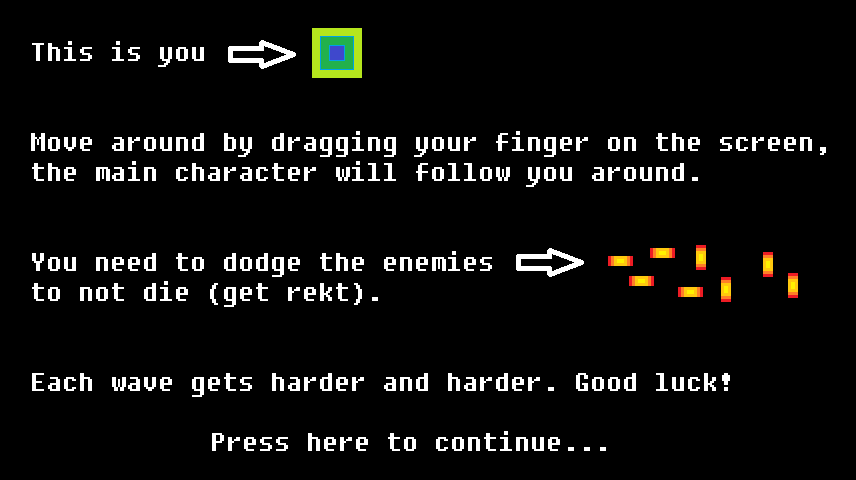 This is you
Move around by dragging your finger on the screen,
the main character will follow you around.
You need to dodge the enemies
to not die (get rekt).
Each wave gets harder and harder. Good luck!
Press here to continue...